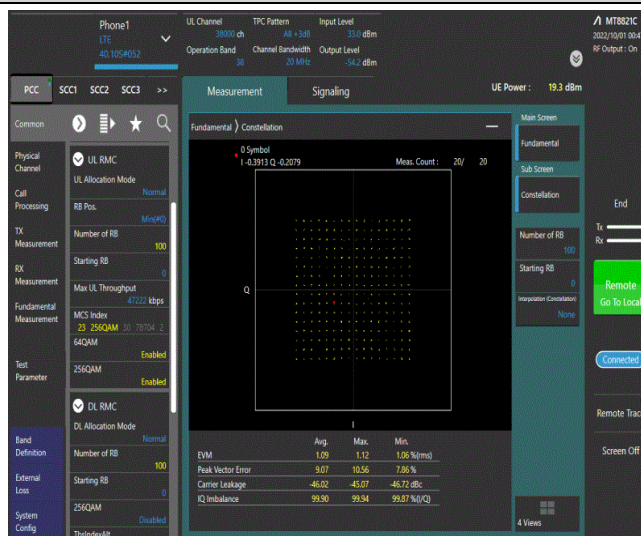 Phone1
LTE
40.10S#052
UL Channel TPC Pattern Input Level
38000 ch All +3dB 33.0 dBm
Operation Band Channel Bandwidth Output Level
38 20 MHz -54.2 dBm
MT8821C
2022/10/01 00:47
RF Output : On
PCC SCC1 SCC2 SCC3 >>
Measurement Signaling
UE Power : 19.3 dBm
Common
Physical
Channel
Call
Processing
TX
Measurement
RX
Measurement
Fundamental
Measurement
Test
Parameter
Band
Definition
External
Loss
System
Config
UL RMC
UL Allocation Mode
Normal
RB Pos.
Min(#0)
Number of RB
100
Starting RB
0
Max UL Throughput
47222 kbps
MCS Index
23 256QAM 30 78704 2
64QAM
Enabled
256QAM
Enabled
DL RMC
DL Allocation Mode
Normal
Number of RB
100
Starting RB
0
256QAM
Disabled
TbsIndexAlt
Fundamental > Constellation
0 Symbol
I -0.3913 Q -0.2079 Meas. Count : 20/ 20
Q
I
Avg. Max. Min.
EVM 1.09 1.12 1.06 %(rms)
Peak Vector Error 9.07 10.56 7.86 %
Carrier Leakage -46.02 -45.07 -46.72 dBc
IQ Imbalance 99.90 99.94 99.87 %(I/Q)
Main Screen
Fundamental
Sub Screen
Constellation
Number of RB
100
Starting RB
0
Interpolation (Constellation)
None
4 Views
End
Tx
Rx
Remote
Go To Local
Connected
Remote Trac
Screen Off